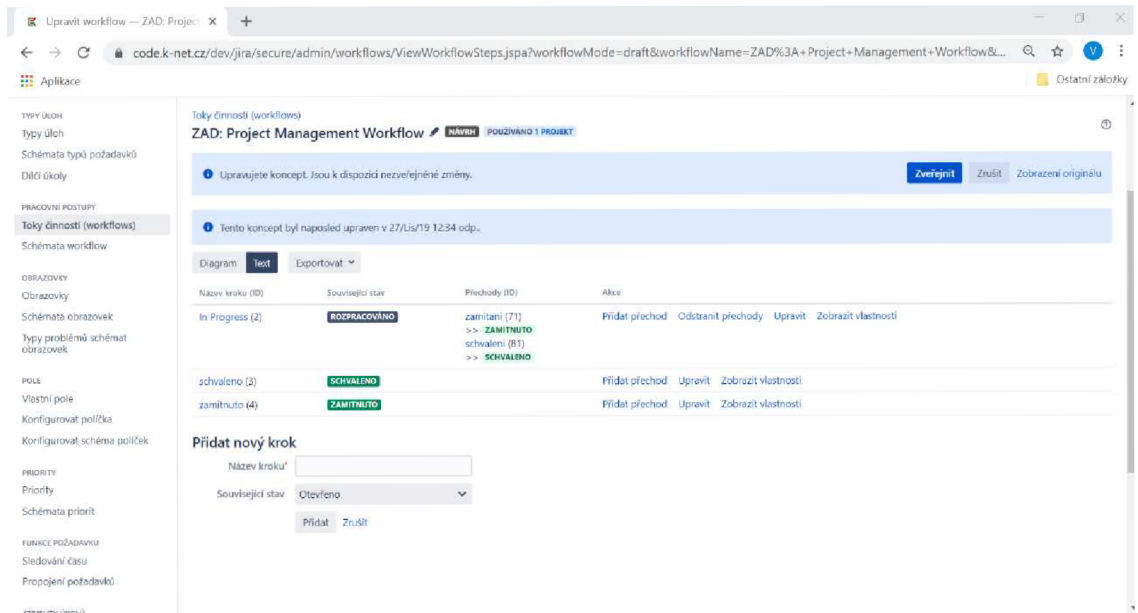 Upravit workflow — ZAD: Project
code.k-net.cz/dev/jira/secure/admin/workflows/ViewWorkflowSteps.jspa?workflowMode=draft&workflowName=ZAD%3A+Project+Management+Workflow&...
V
Aplikace
Ostatní záložky
TYPY ÚLOH
Typy úloh
Schémata typů požadavků
Dílčí úkoly
PRACOVNÍ POSTUPY
Toky činností (workflows)
Schémata workflow
OBRAZOVKY
Obrazovky
Schémata obrazovek
Typy problémů schémat
obrazovek
POLE
Vlastní pole
Konfigurovat políčka
Konfigurovat schéma políček
PRIORITY
Priority
Schémata priorit
FUNKCE POŽADAVKU
Sledování času
Propojení požadavků
Toky činností (workflows)
ZAD: Project Management Workflow NÁVRH POUŽÍVÁNO 1 PROJEKT
Upravujete koncept. Jsou k dispozici nezveřejněné změny. Zveřejnit Zrušit Zobrazení originálu
Tento koncept byl naposled upraven v 27/Lis/19 12:34 odp..
Diagram Text Exportovat
Název kroku (ID) Související stav Přechody (ID) Akce
In Progress (2) ROZPRACOVÁNO zamitani (71) Přidat přechod Odstranit přechody Upravit Zobrazit vlastnosti
>> ZAMITNUTO
schvaleni (81)
>> SCHVALENO
schvaleno (3) SCHVALENO Přidat přechod Upravit Zobrazit vlastnosti
zamitnuto (4) ZAMITNUTO Přidat přechod Upravit Zobrazit vlastnosti
Přidat nový krok
Název kroku*
Související stav Otevřeno
Přidat Zrušit